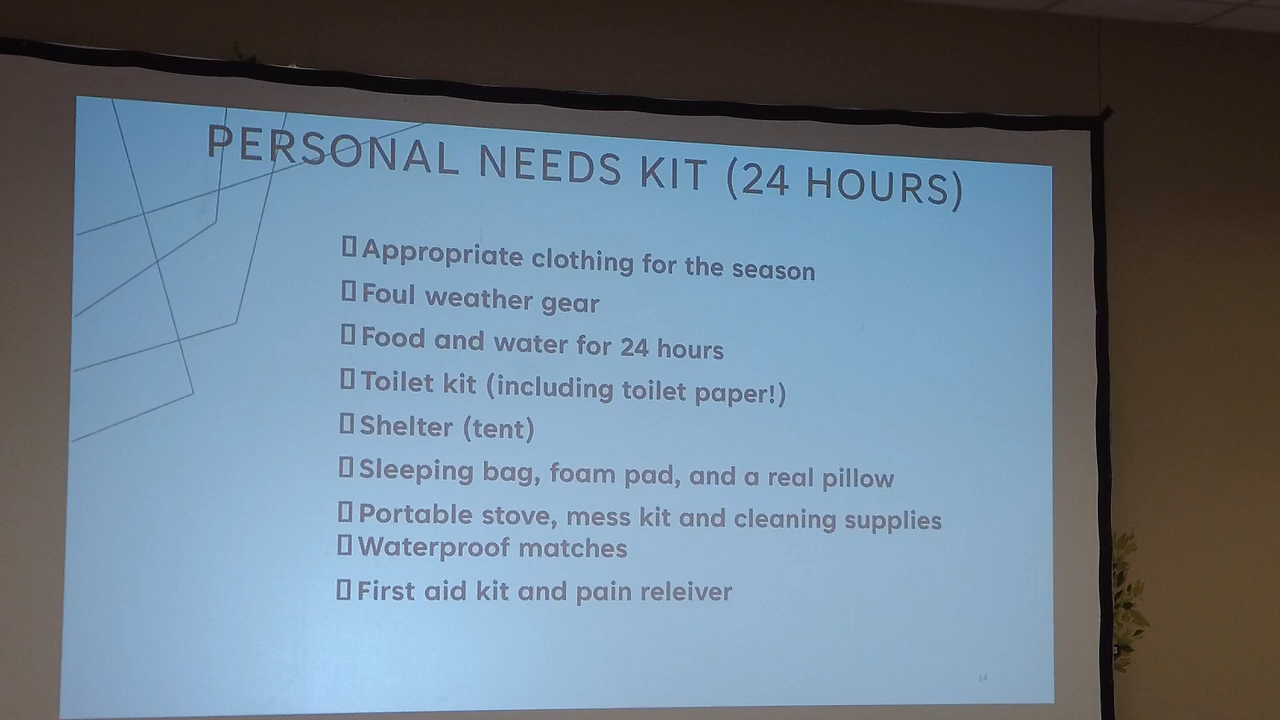 PERSONAL NEEDS KIT (24 HOURS)
▯ Appropriate clothing for the season
▯ Foul weather gear
▯ Food and water for 24 hours
▯ Toilet kit (including toilet paper!)
▯ Shelter (tent)
▯ Sleeping bag, foam pad, and a real pillow
▯ Portable stove, mess kit and cleaning supplies
▯ Waterproof matches
▯ First aid kit and pain releiver